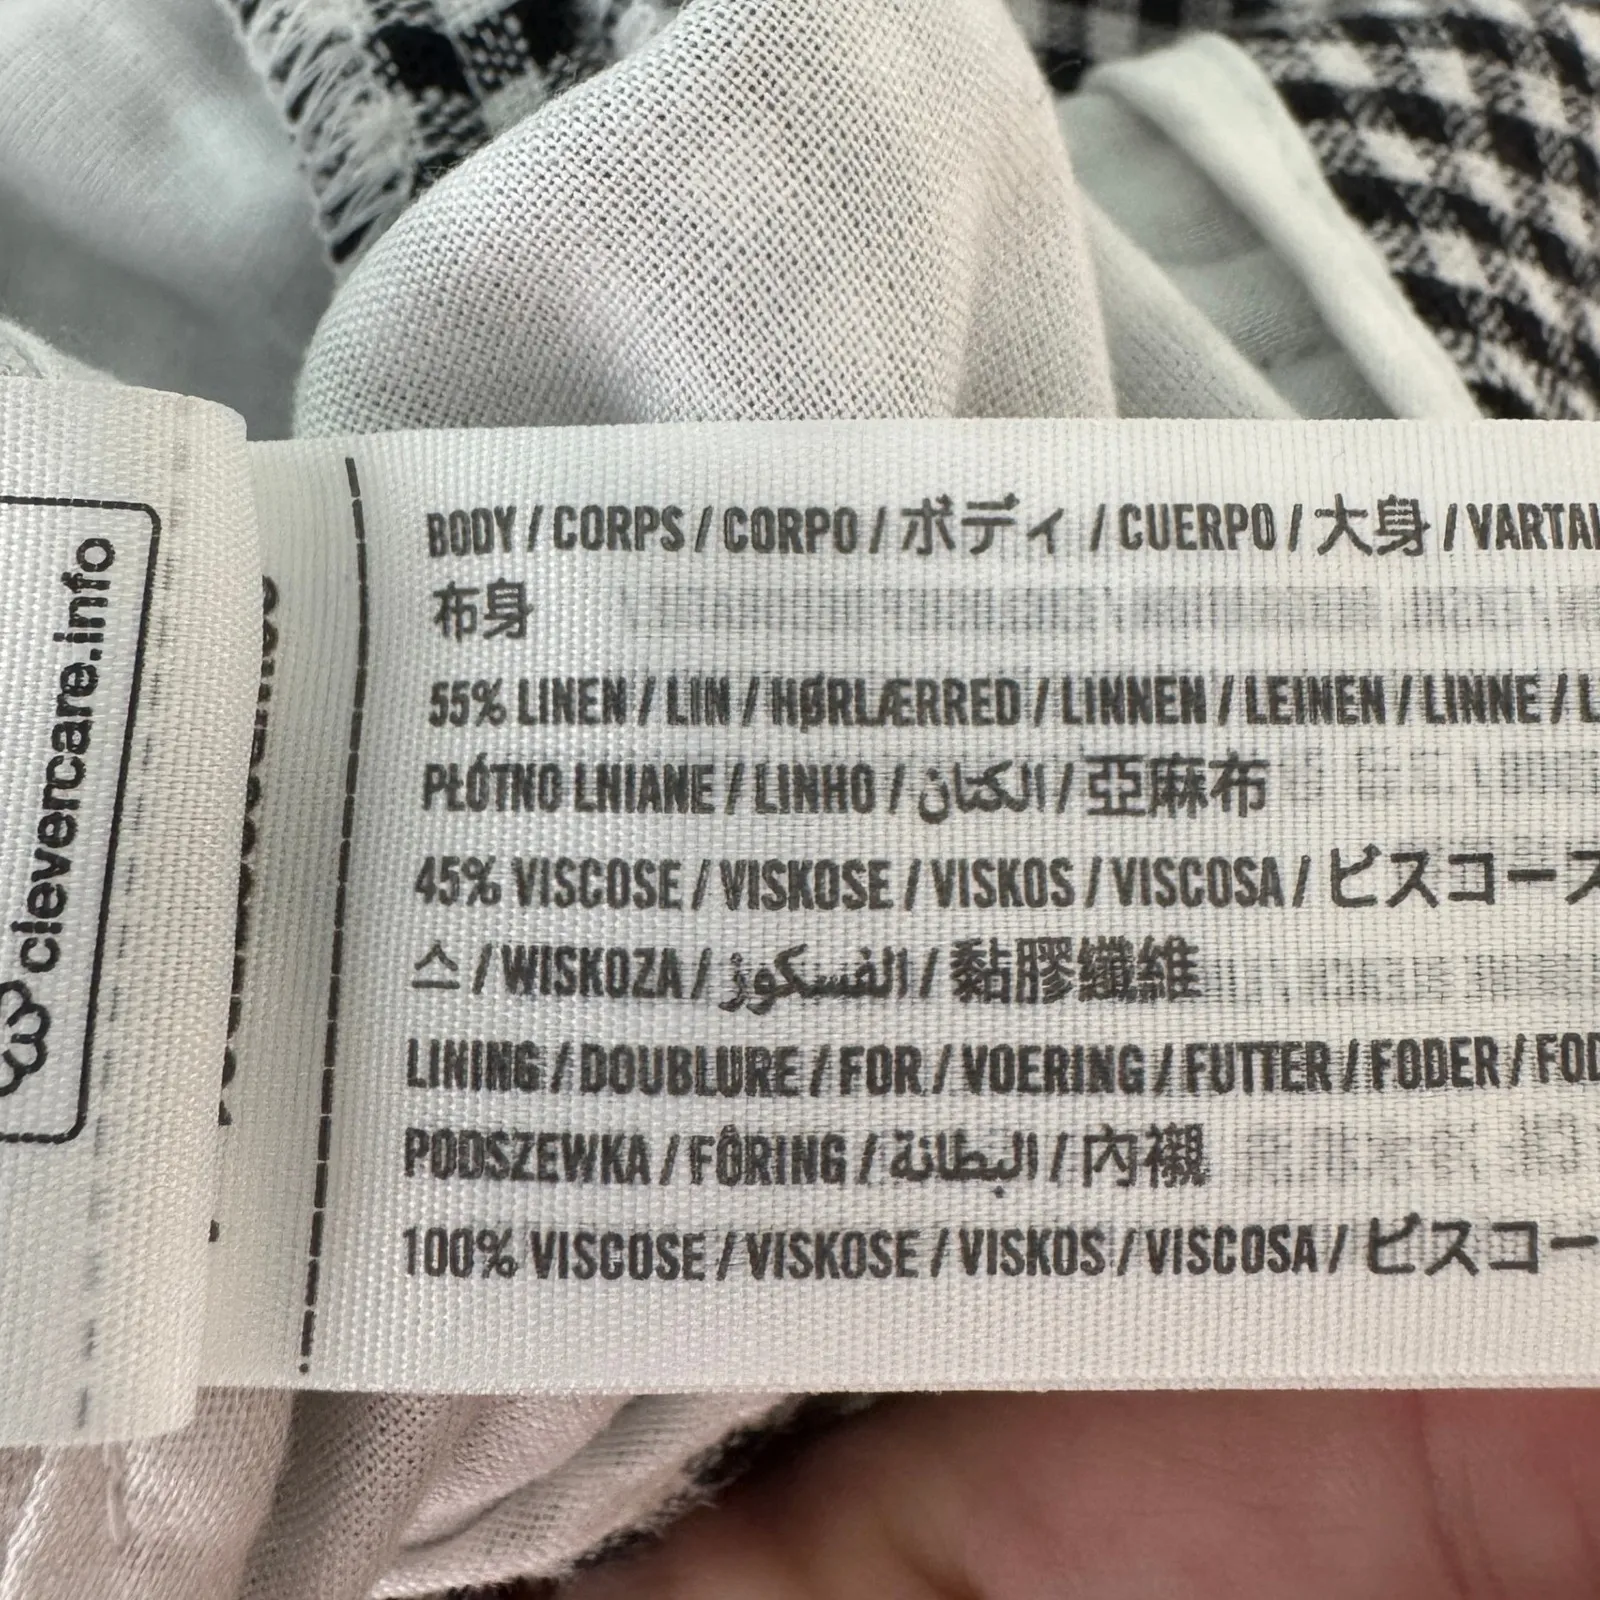 clevercare.info
BODY / CORPS / CORPO / ボディ / CUERPO / 大身 /
布身
55% LINEN / LIN / HØRLÆRRED / LINNEN / LEINEN / LINNE /
PŁÓTNO LNIANE / LINHO / الكتان / 亞麻布
45% VISCOSE / VISKOSE / VISKOS / VISCOSA / ビスコース
스 / WISKOZA / الفسكوز / 黏膠纖維
LINING / DOUBLURE / FOR / VOERING / FUTTER / FODER /
PODSZEWKA / FÔRING / البطانة / 內襯
100% VISCOSE / VISKOSE / VISKOS / VISCOSA / ビスコー